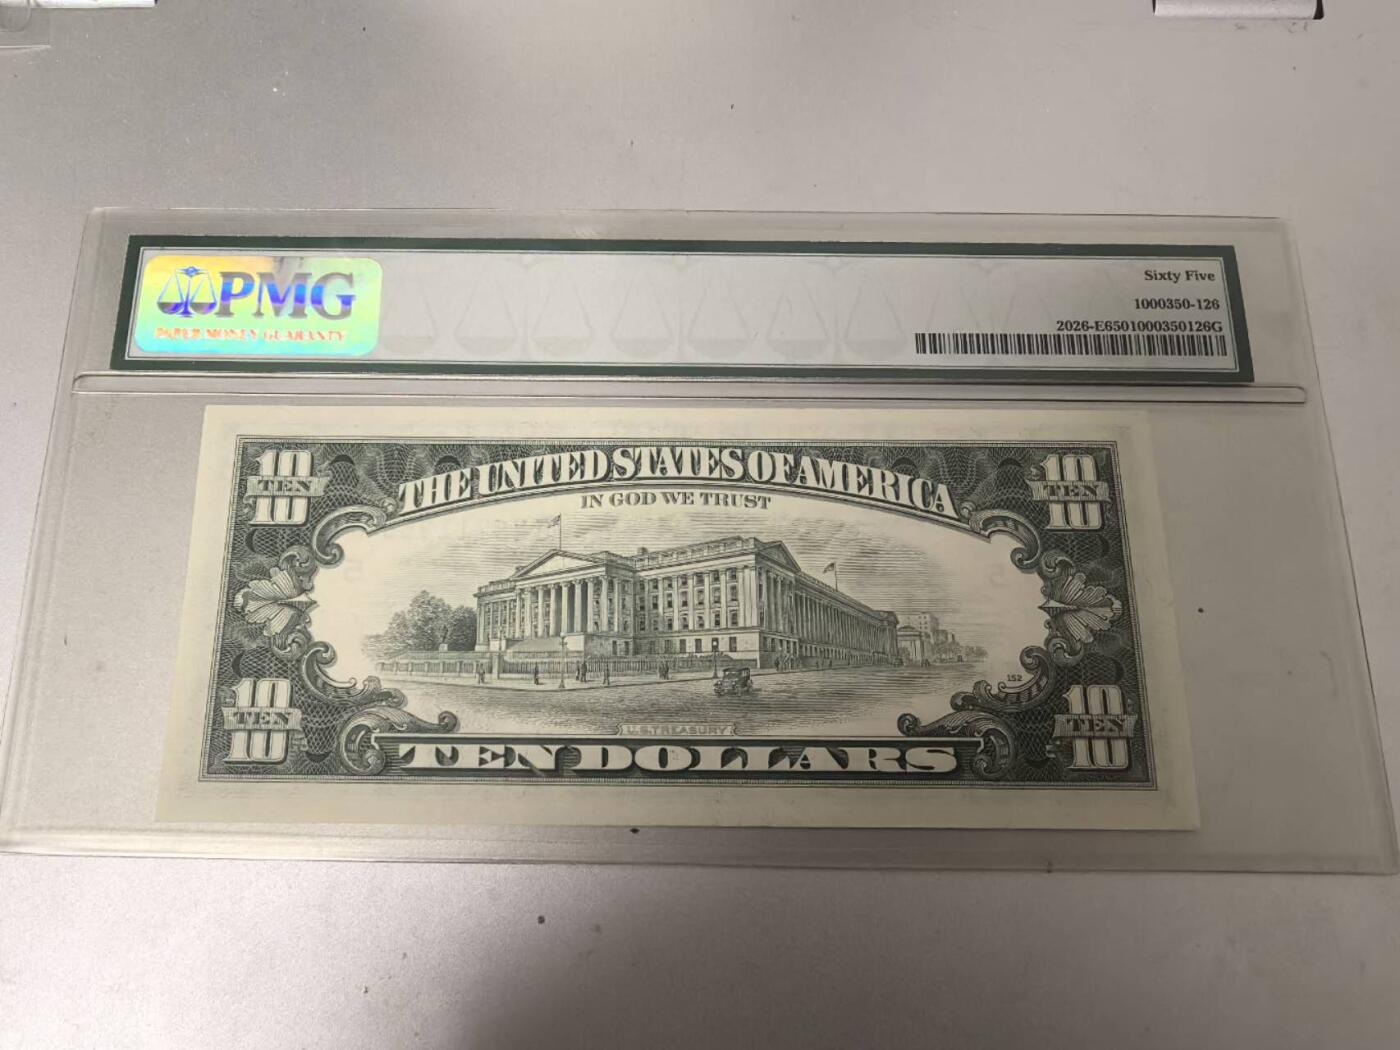 PMG
PAPER MONEY GUARANTY
Sixty Five
1000350-126
2026-E6501000350126G
10
TEN
10
THE UNITED STATES OF AMERICA
10
TEN
10
IN GOD WE TRUST
152
10
TEN
10
U.S. TREASURY
10
TEN
10
TEN DOLLARS